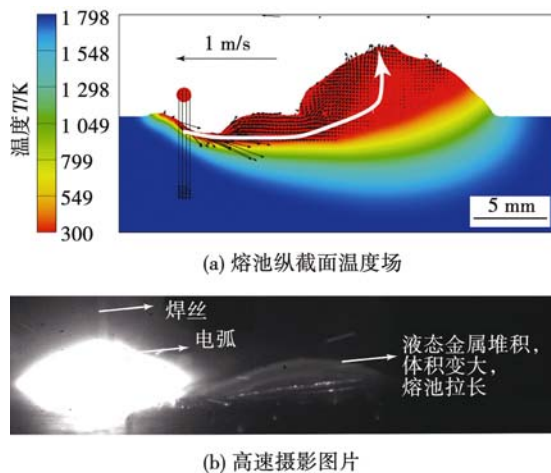 温度T/K
1 798
1 548
1 298
1 049
799
549
300
1 m/s
5 mm
(a) 熔池纵截面温度场
焊丝
电弧
液态金属堆积，
体积变大，
熔池拉长
(b) 高速摄影图片